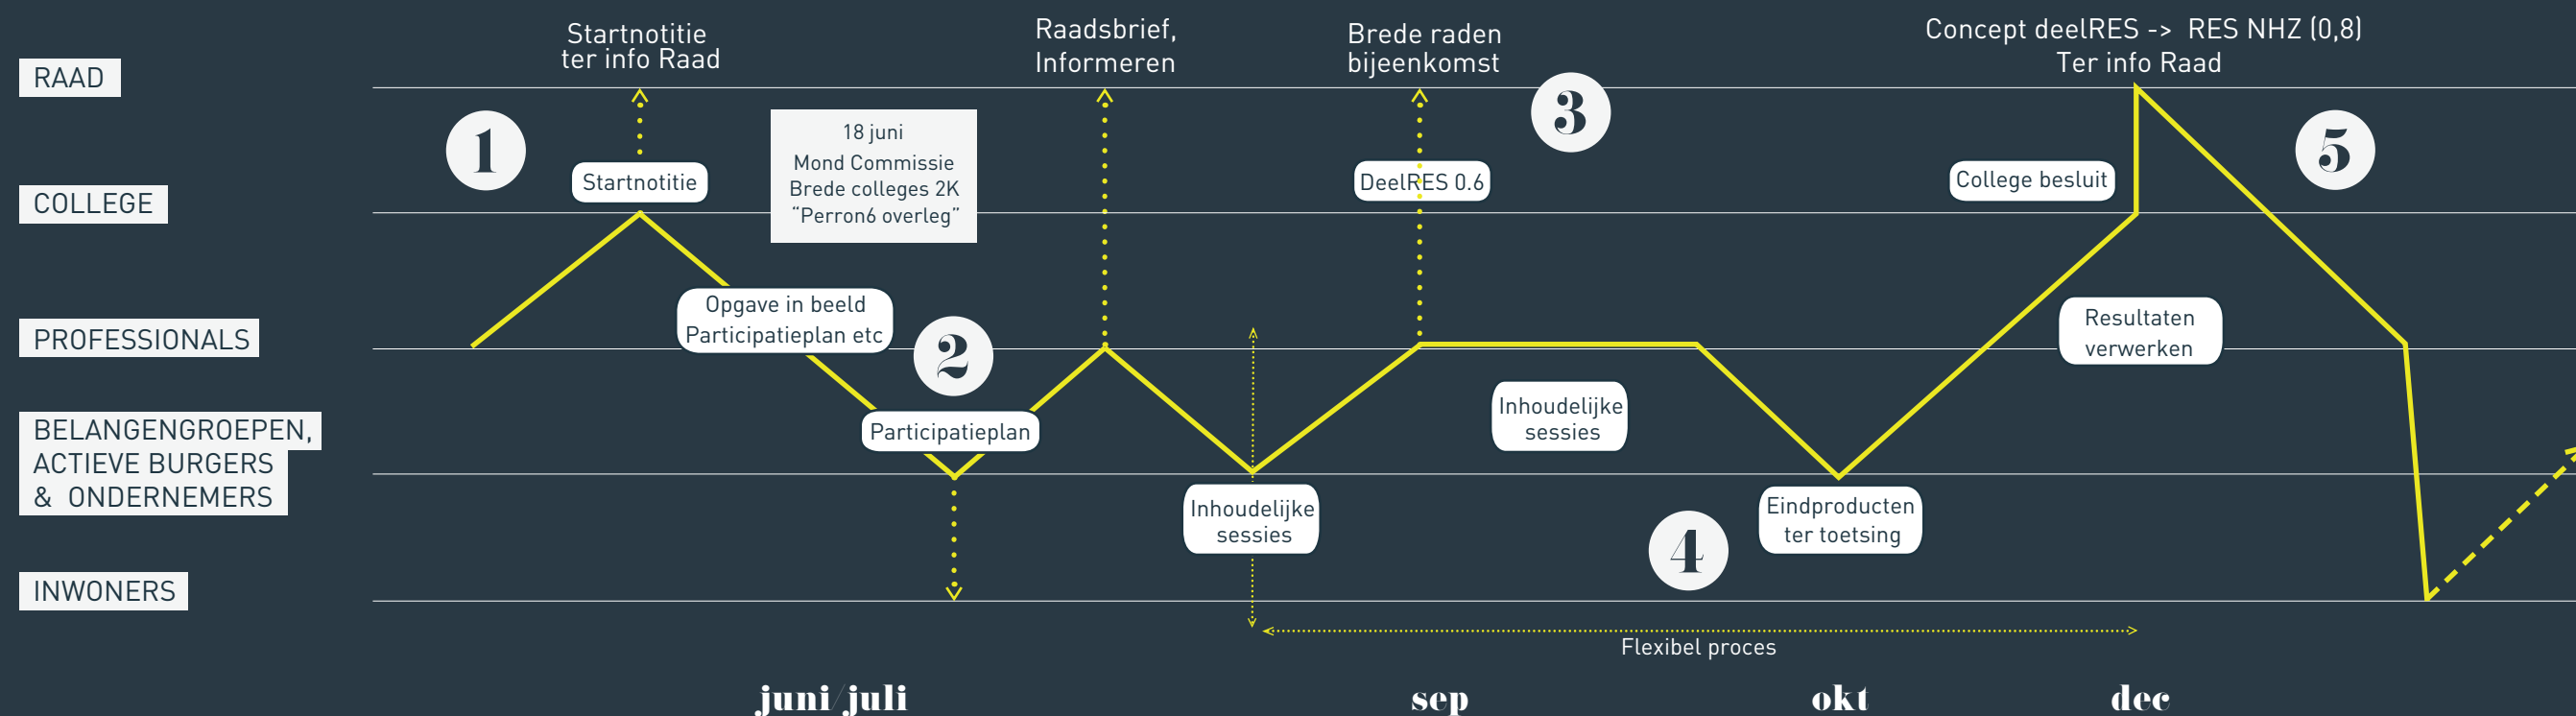 Startnotitie
ter info Raad
Raadsbrief,
Informeren
Brede raden
bijeenkomst
Concept deelRES -> RES NHZ (0,8)
Ter info Raad
RAAD
1
3
5
18 juni
Mond Commissie
Brede colleges 2K
“Perron6 overleg”
Startnotitie
DeelRES 0.6
College besluit
COLLEGE
Opgave in beeld
Participatieplan etc
2
Resultaten
verwerken
PROFESSIONALS
Inhoudelijke
sessies
Participatieplan
BELANGENGROEPEN,
ACTIEVE BURGERS
& ONDERNEMERS
Inhoudelijke
sessies
4
Eindproducten
ter toetsing
INWONERS
Flexibel proces
juni/juli
sep
okt
dec